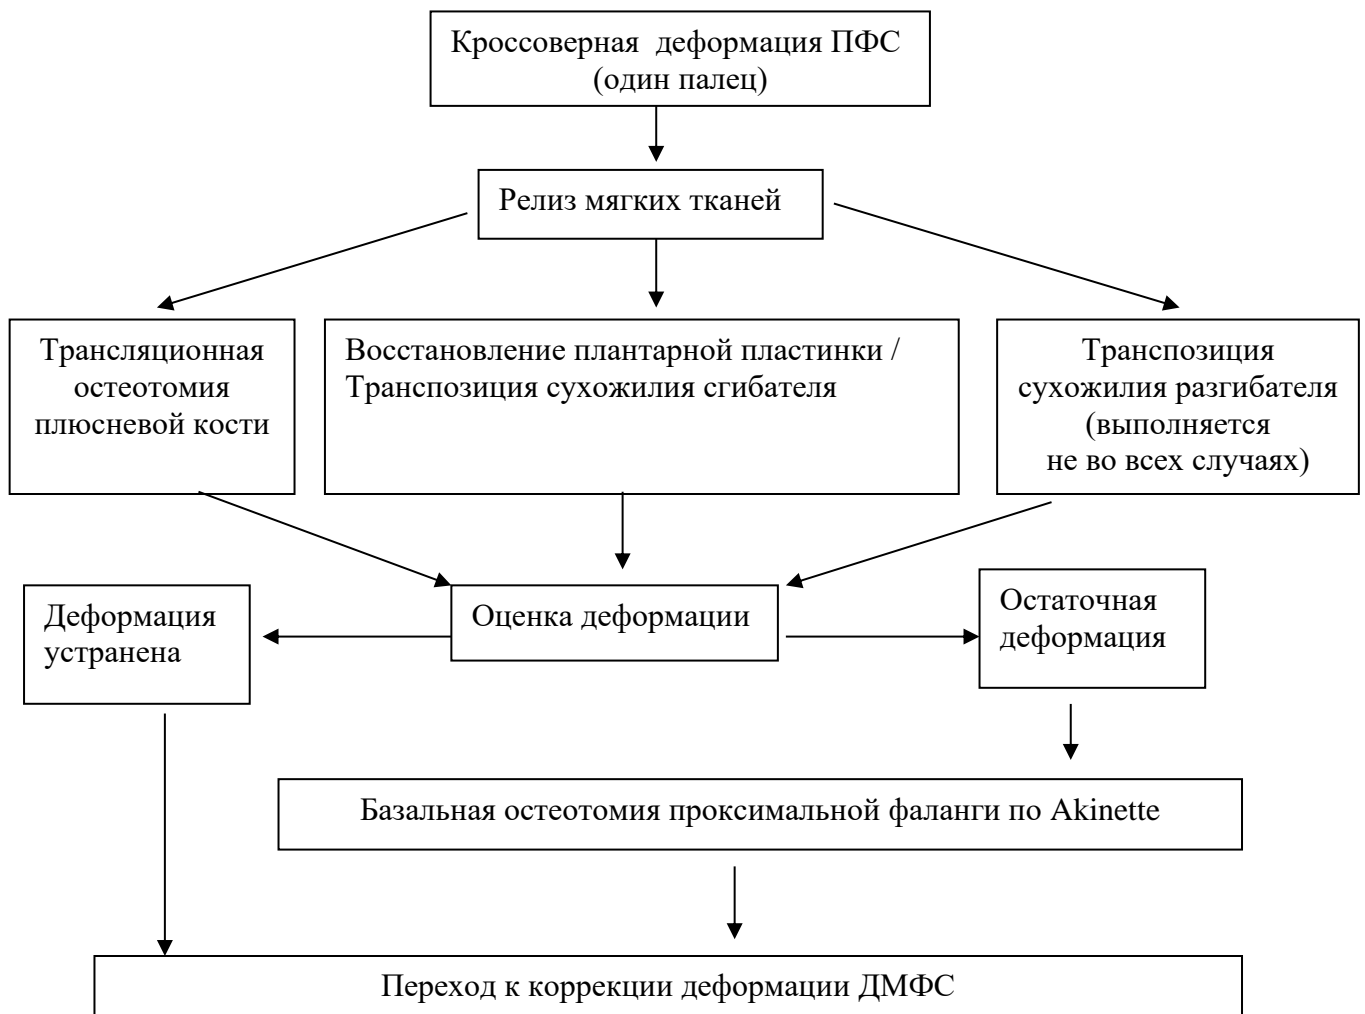 Кроссоверная деформация ПФС
(один палец)
Релиз мягких тканей
Трансляционная
остеотомия
плюсневой кости
Восстановление плантарной пластинки /
Транспозиция сухожилия сгибателя
Транспозиция
сухожилия разгибателя
(выполняется
не во всех случаях)
Деформация
устранена
Оценка деформации
Остаточная
деформация
Базальная остеотомия проксимальной фаланги по Akinette
Переход к коррекции деформации ДМФС